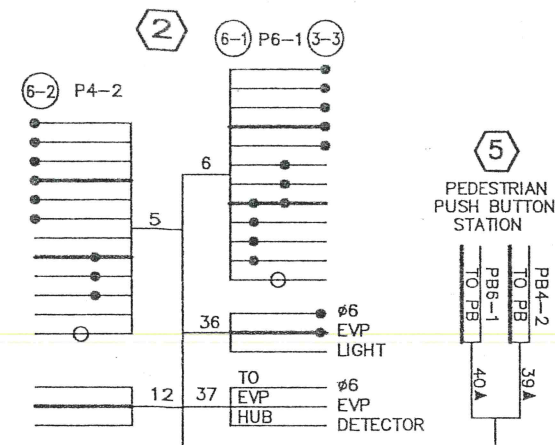 2
6-1 P6-1 3-3
6-2 P4-2
6
5
5
PEDESTRIAN
PUSH BUTTON
STATION
TO PB
PB6-1
TO PB
PB4-2
40A
39A
36
ø6
EVP
LIGHT
12
37
TO
EVP
HUB
ø6
EVP
DETECTOR